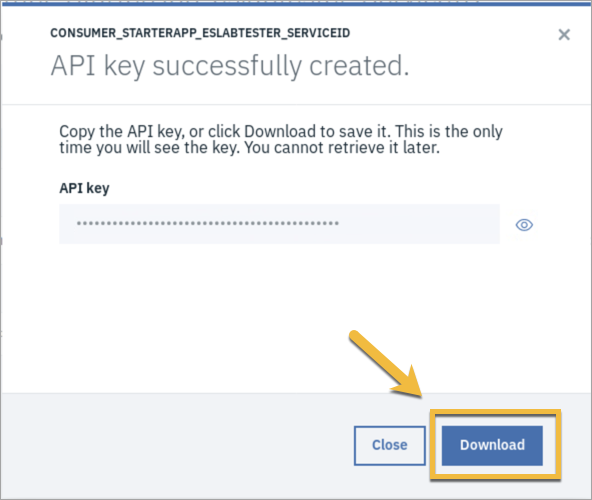 CONSUMER_STARTERAPP_ESLABTESTER_SERVICEID
API key successfully created.
Copy the API key, or click Download to save it. This is the only
time you will see the key. You cannot retrieve it later.
API key
Close
Download